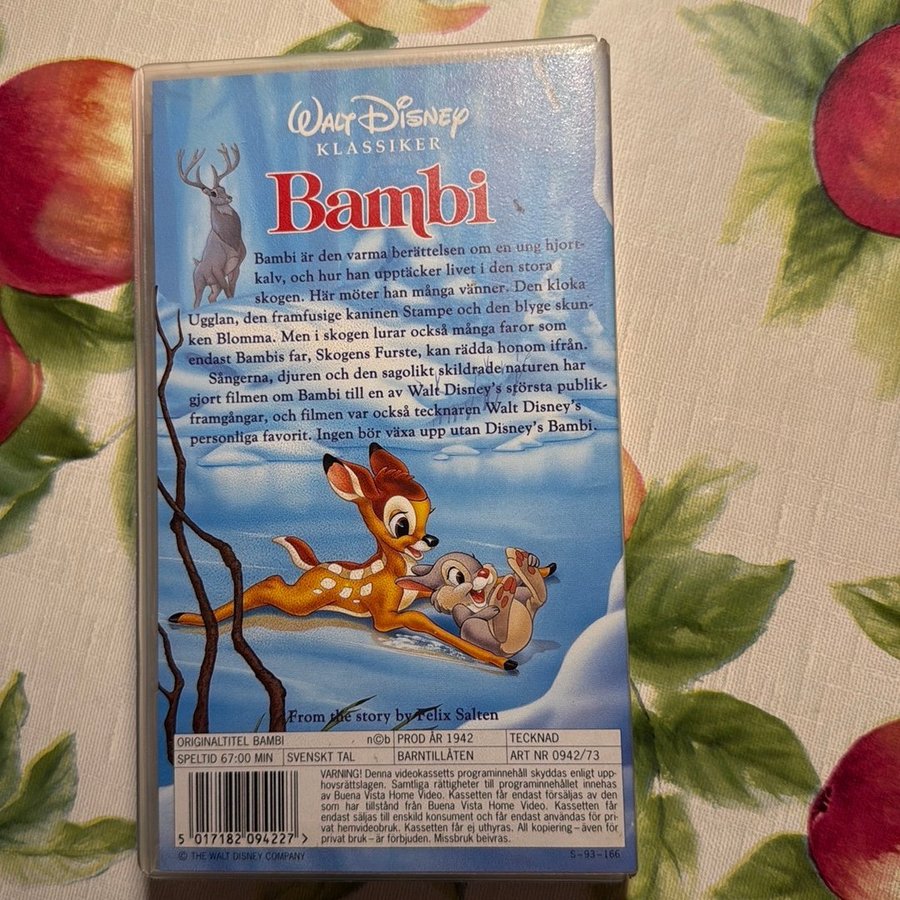 WALT DISNEY
KLASSIKER
Bambi
Bambi är den varma berättelsen om en ung hjort-
kalv, och hur han upptäcker livet i den stora
skogen. Här möter han många vänner. Den kloka
Ugglan, den framfusige kaninen Stampe och den blyge skun-
ken Blomma. Men i skogen lurar också många faror som
endast Bambis far, Skogens Furste, kan rädda honom ifrån.
Sångerna, djuren och den sagolikt skildrade naturen har
gjort filmen om Bambi till en av Walt Disney's största publik-
framgångar, och filmen var också tecknaren Walt Disney's
personliga favorit. Ingen bör växa upp utan Disney's Bambi.
From the story by Felix Salten
ORIGINALTITEL BAMBI n©b PROD ÅR 1942 TECKNAD
SPELTID 67:00 MIN SVENSKT TAL BARNTILLÅTEN ART NR 0942/73
VARNING! Denna videokassetts programinnehåll skyddas enligt upp-
hovsrättslagen. Samtliga rättigheter till programinnehållet innehas
av Buena Vista Home Video. Kassetten får endast försäljas av den
som har tillstånd från Buena Vista Home Video. Kassetten får
endast säljas till enskild konsument och får endast användas för pri-
vat hemvideobruk. Kassetten får ej uthyras. All kopiering – även för
privat bruk – är förbjuden. Missbruk beivras.
5 017182 094227 >
© THE WALT DISNEY COMPANY
S-93-166